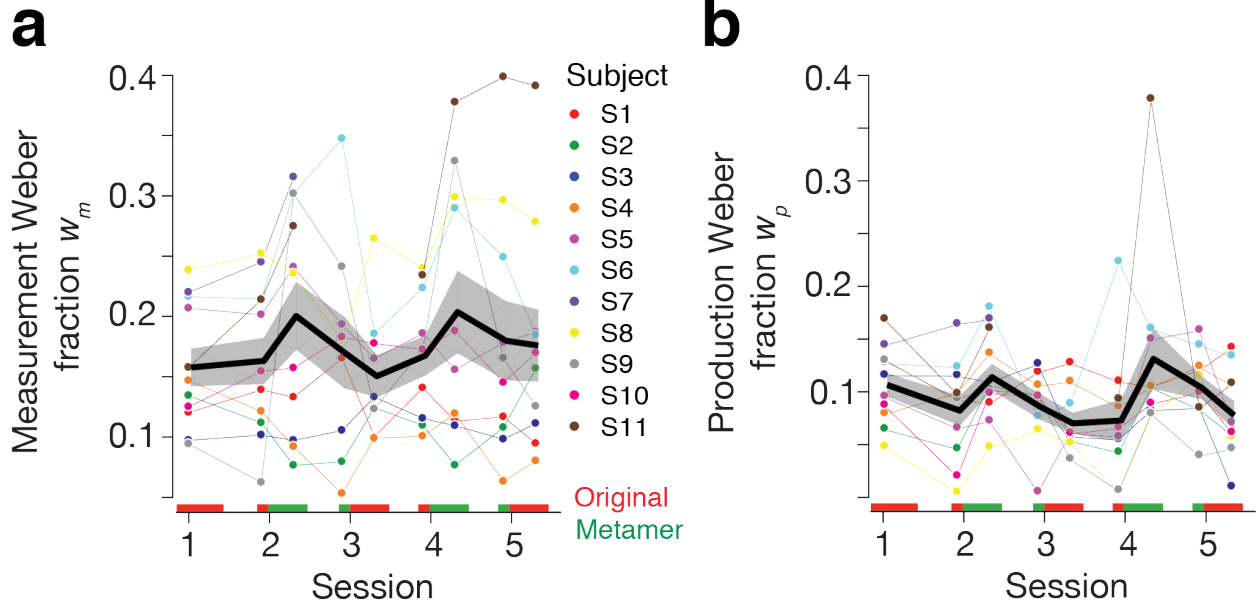 a
Measurement Weber
fraction wm
0.4
0.3
0.2
0.1
1 2 3 4 5
Session
Subject
S1
S2
S3
S4
S5
S6
S7
S8
S9
S10
S11
Original
Metamer
b
Production Weber
fraction wp
0.4
0.3
0.2
0.1
1 2 3 4 5
Session